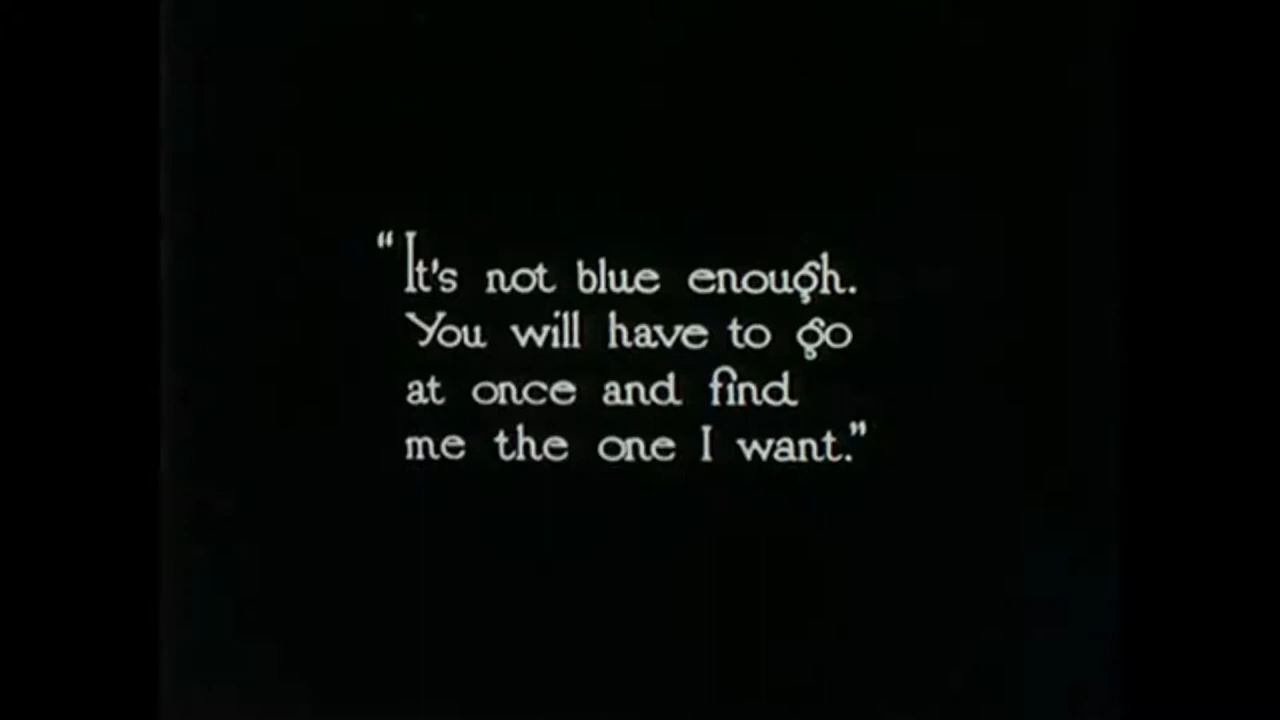 “It's not blue enough.
You will have to go
at once and find
me the one I want.”